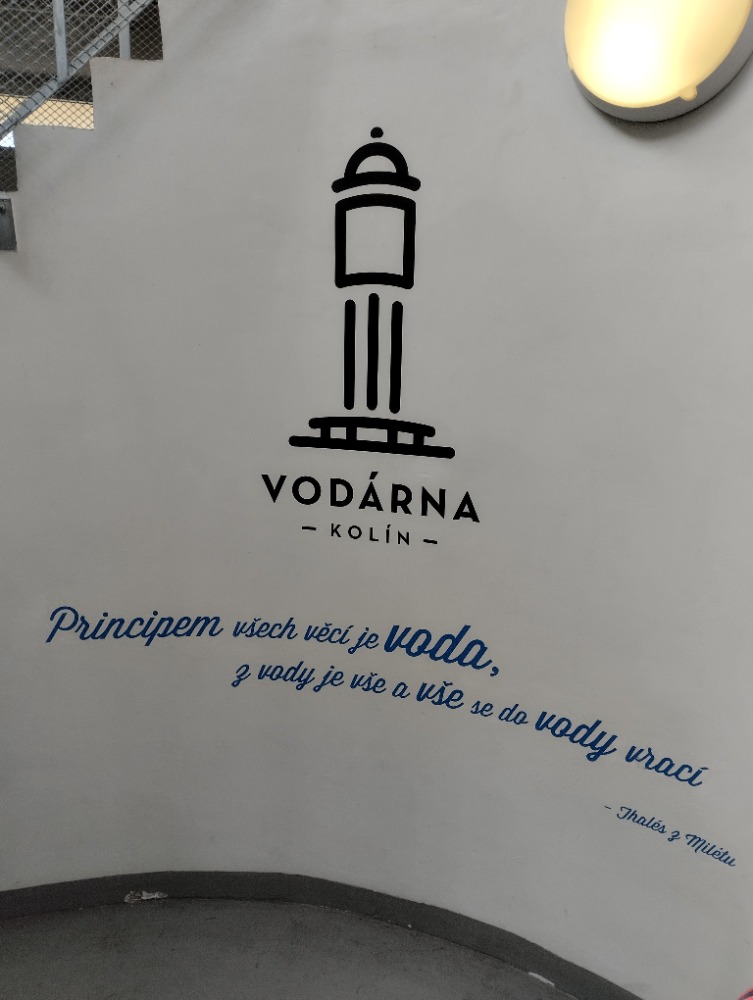 VODÁRNA
– KOLÍN –
Principem všech věcí je voda,
z vody je vše a vše se do vody vrací
- Thalés z Milétu